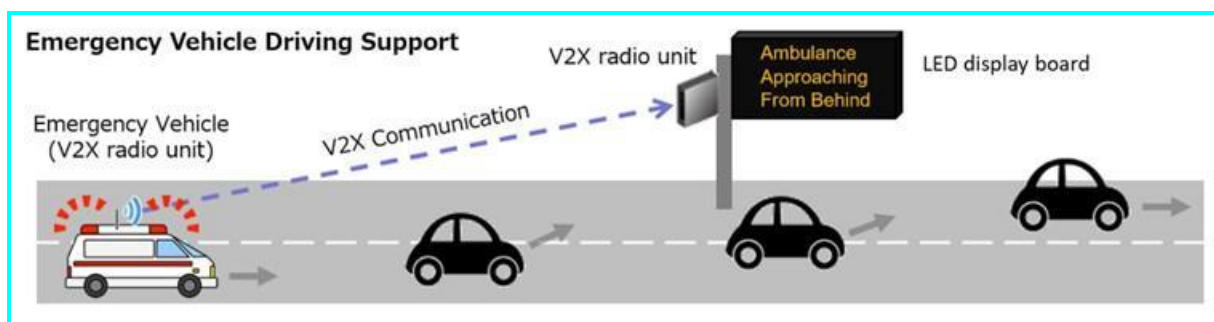 Emergency Vehicle Driving Support
V2X radio unit
Ambulance
Approaching
From Behind
LED display board
Emergency Vehicle
(V2X radio unit)
V2X Communication